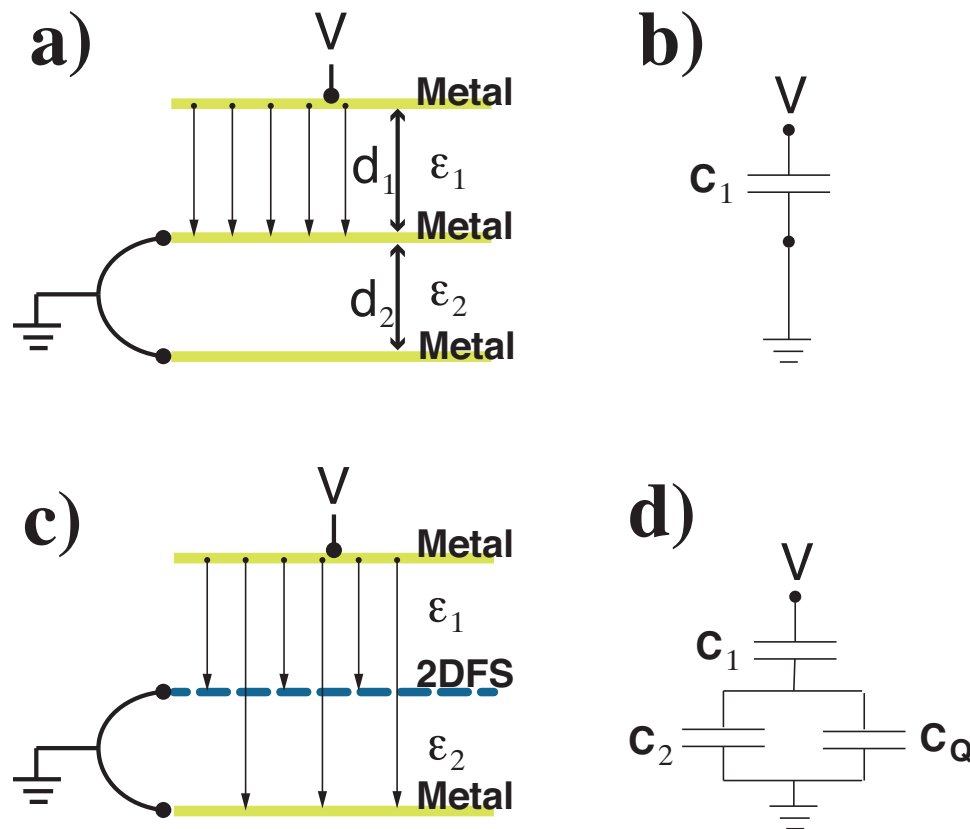 a)
V
Metal
d1
ε1
Metal
d2
ε2
Metal
b)
V
C1
c)
V
Metal
ε1
2DFS
ε2
Metal
d)
V
C1
C2
CQ